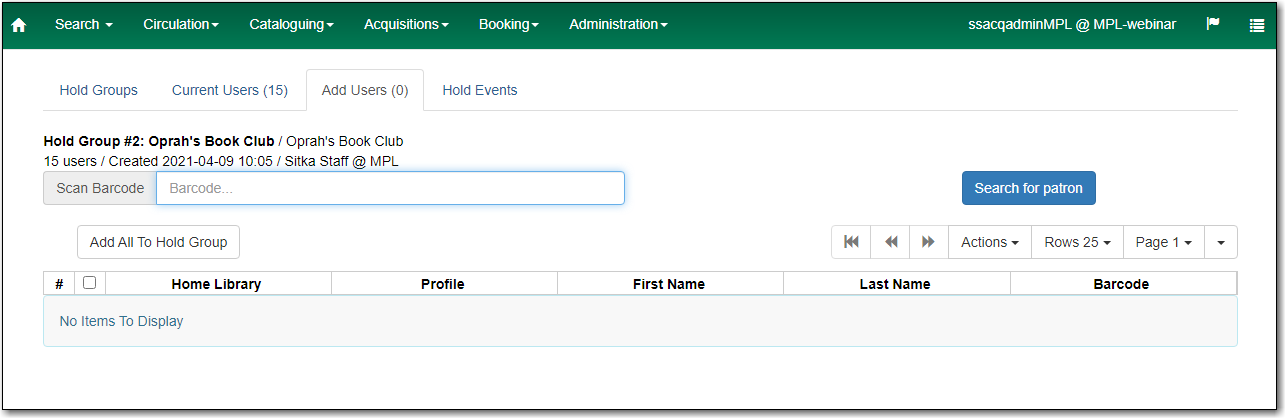 Search Circulation Cataloguing Acquisitions Booking Administration ssacqadminMPL @ MPL-webinar
Hold Groups Current Users (15) Add Users (0) Hold Events
Hold Group #2: Oprah's Book Club / Oprah's Book Club
15 users / Created 2021-04-09 10:05 / Sitka Staff @ MPL
Scan Barcode Barcode... Search for patron
Add All To Hold Group Actions Rows 25 Page 1
# Home Library Profile First Name Last Name Barcode
No Items To Display